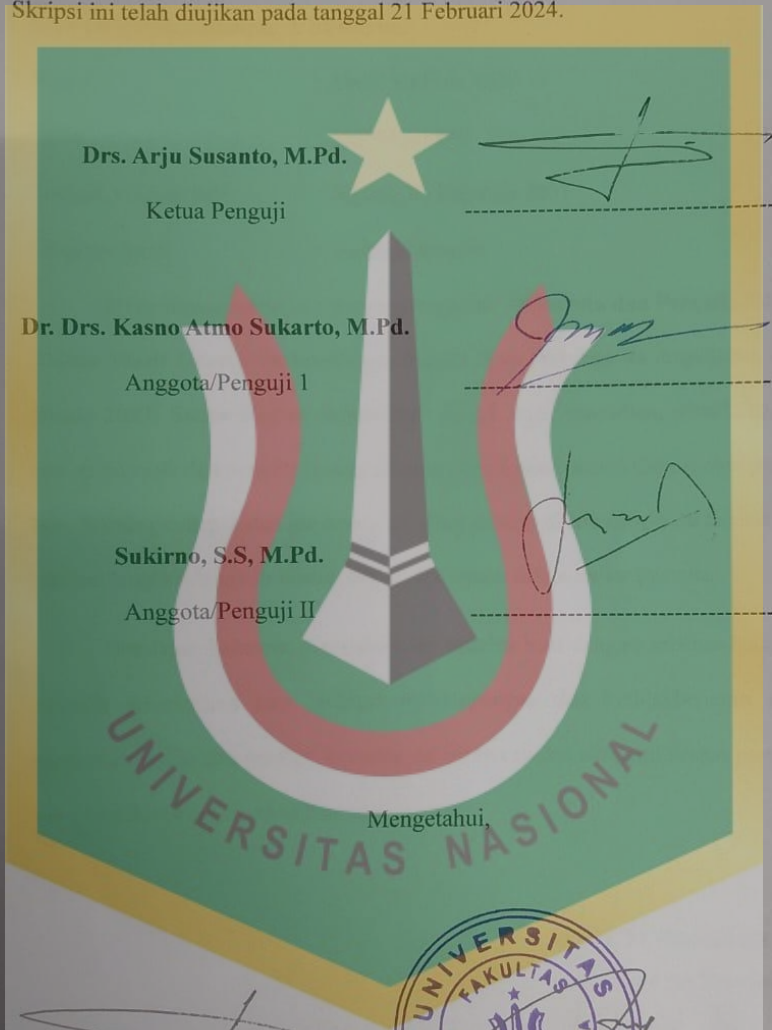 Skripsi ini telah diujikan pada tanggal 21 Februari 2024.
Drs. Arju Susanto, M.Pd.
Ketua Penguji
Dr. Drs. Kasno Atmo Sukarto, M.Pd.
Anggota/Penguji 1
Sukirno, S.S, M.Pd.
Anggota/Penguji II
UNIVERSITAS NASIONAL
Mengetahui,
UNIVERSITAS
FAKULTAS